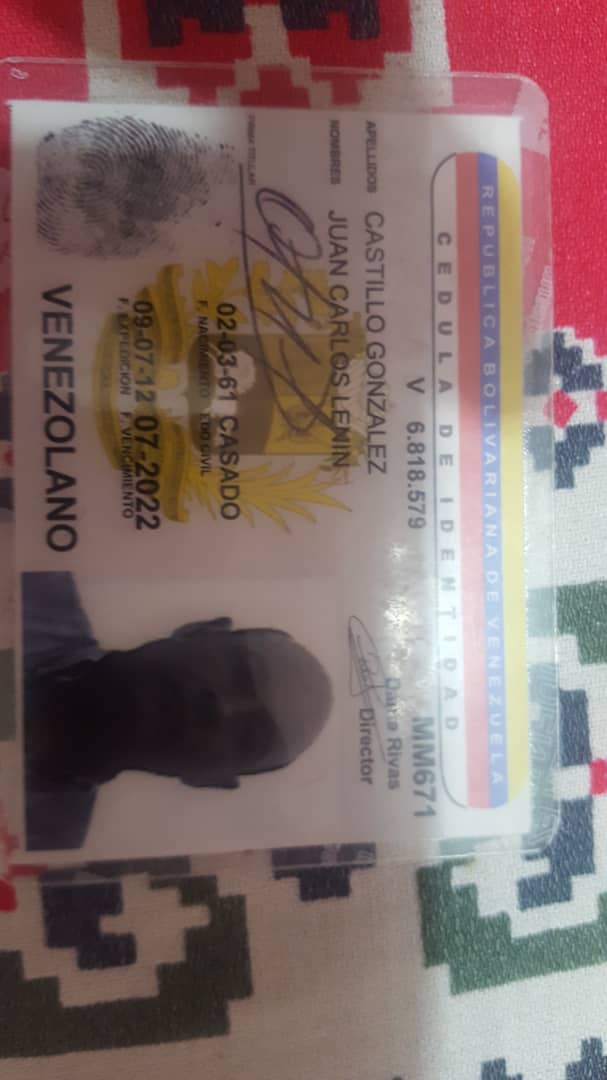 REPUBLICA BOLIVARIANA DE VENEZUELA
CEDULA DE IDENTIDAD
V 6.818.579 MM671
APELLIDOS CASTILLO GONZALEZ
Rivas
Director
NOMBRES JUAN CARLOS LENIN
FIRMA TITULAR
02-03-61 CASADO
F. NACIMIENTO EDO CIVIL
09-07-12 07-2022
F. EXPEDICION F. VENCIMIENTO
VENEZOLANO